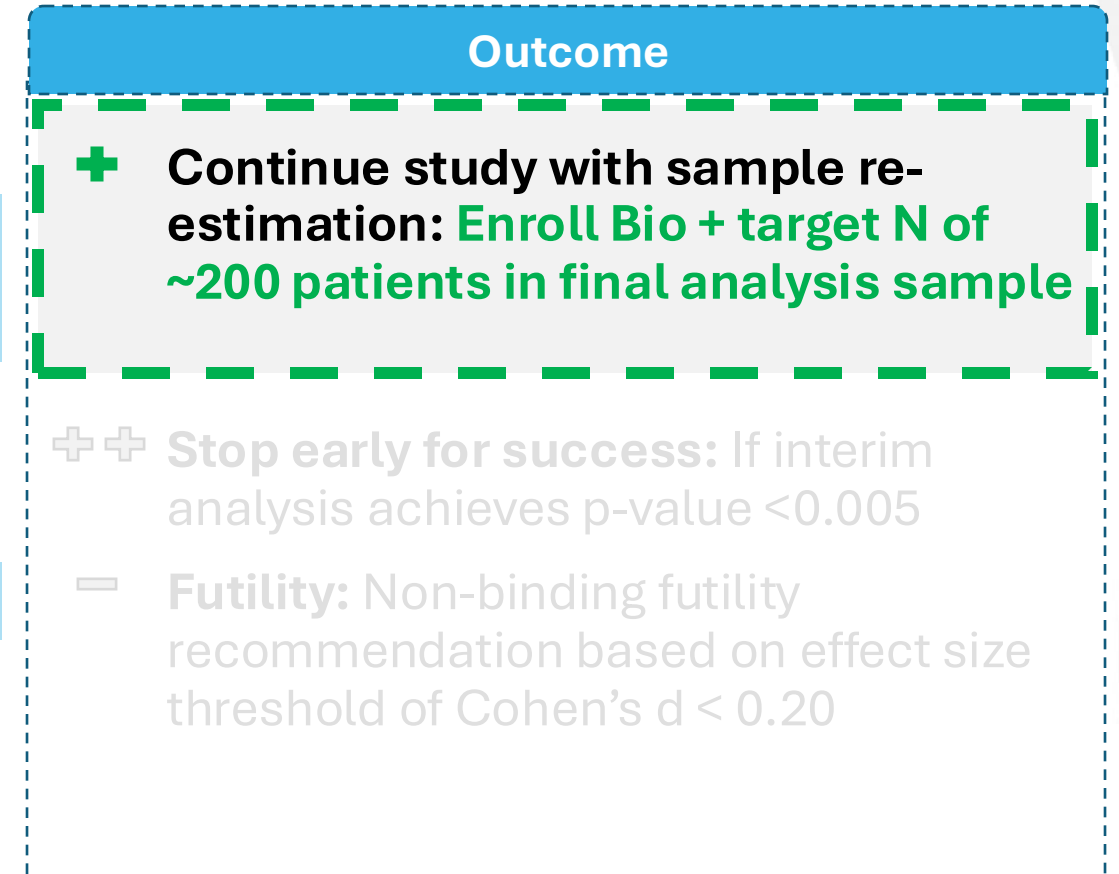 Outcome
Continue study with sample re-
estimation: Enroll Bio + target N of
~200 patients in final analysis sample
Stop early for success: If interim
analysis achieves p-value <0.005
Futility: Non-binding futility
recommendation based on effect size
threshold of Cohen’s d < 0.20